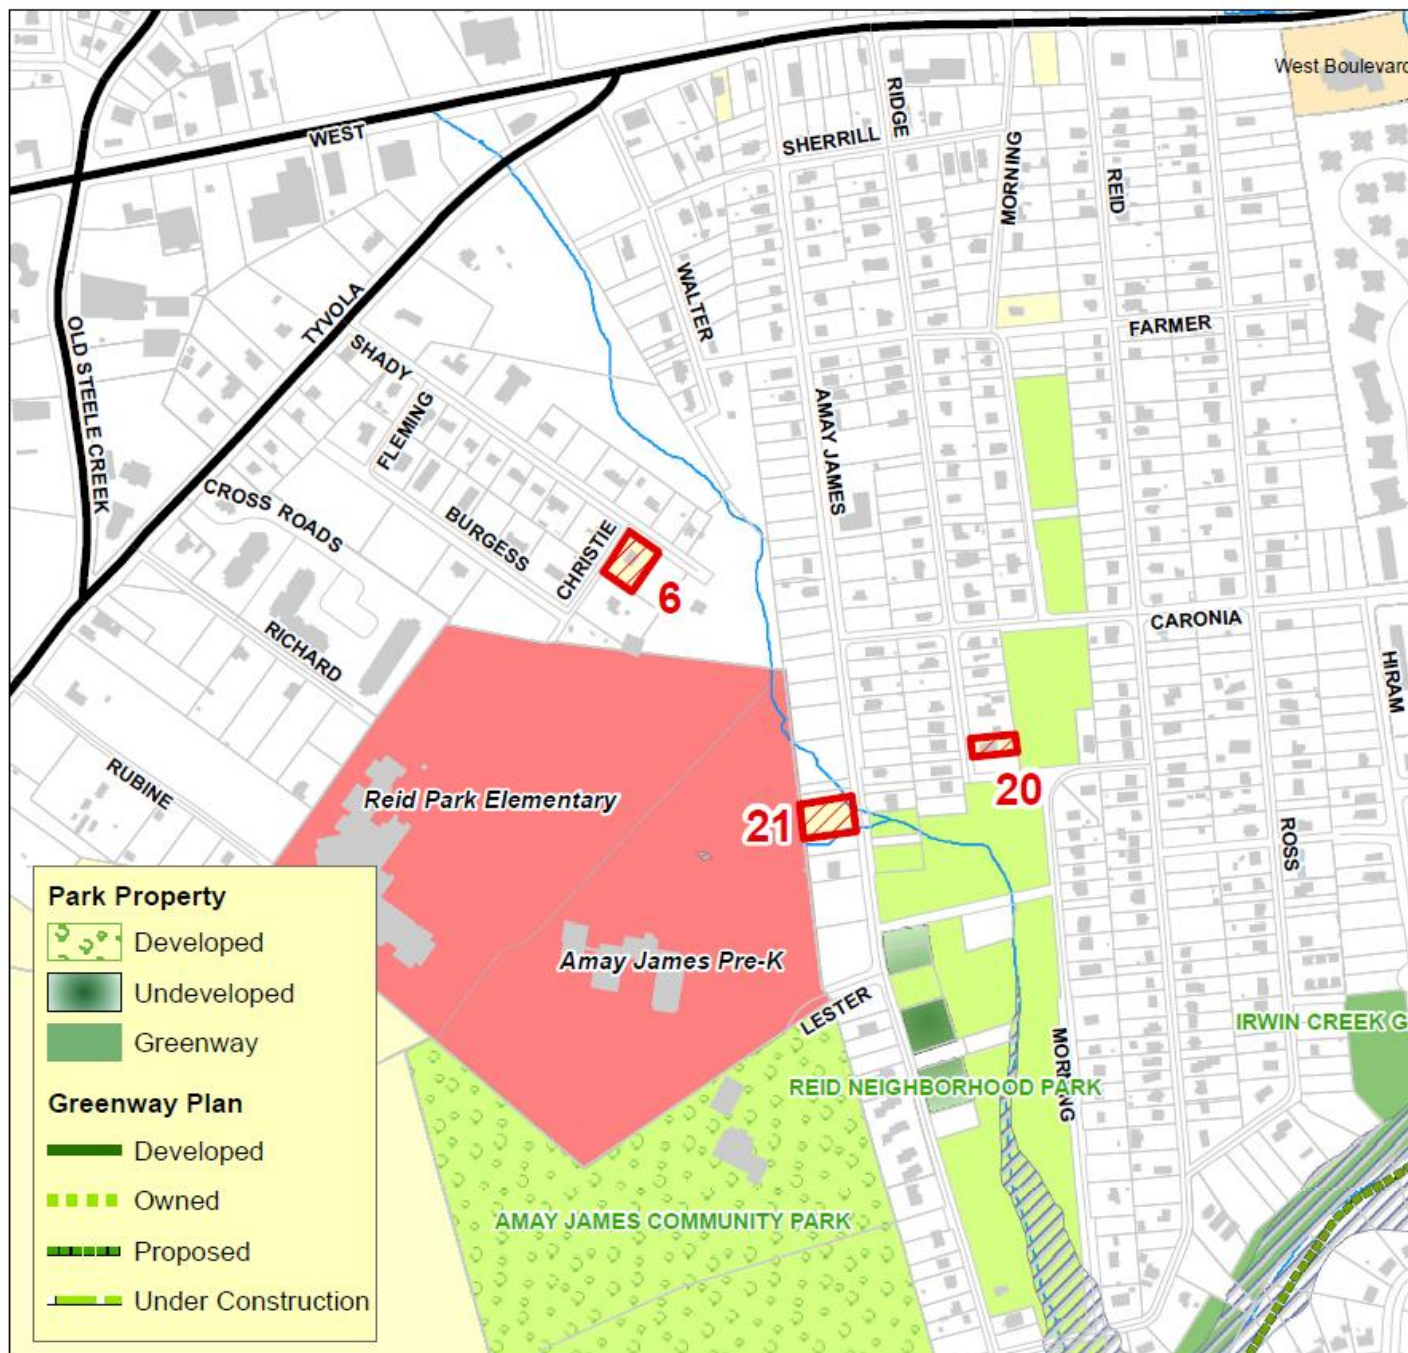 West Boulevard
WEST
SHERRILL
RIDGE
MORNING
REID
WALTER
TYVOLA
FARMER
OLD STEELE CREEK
SHADY
FLEMING
AMAY JAMES
CROSS ROADS
BURGESS
CHRISTIE
6
CARONIA
RICHARD
HIRAM
RUBINE
Reid Park Elementary
20
21
ROSS
Amay James Pre-K
LESTER
IRWIN CREEK G
MORNING
REID NEIGHBORHOOD PARK
AMAY JAMES COMMUNITY PARK
Park Property
Developed
Undeveloped
Greenway
Greenway Plan
Developed
Owned
Proposed
Under Construction